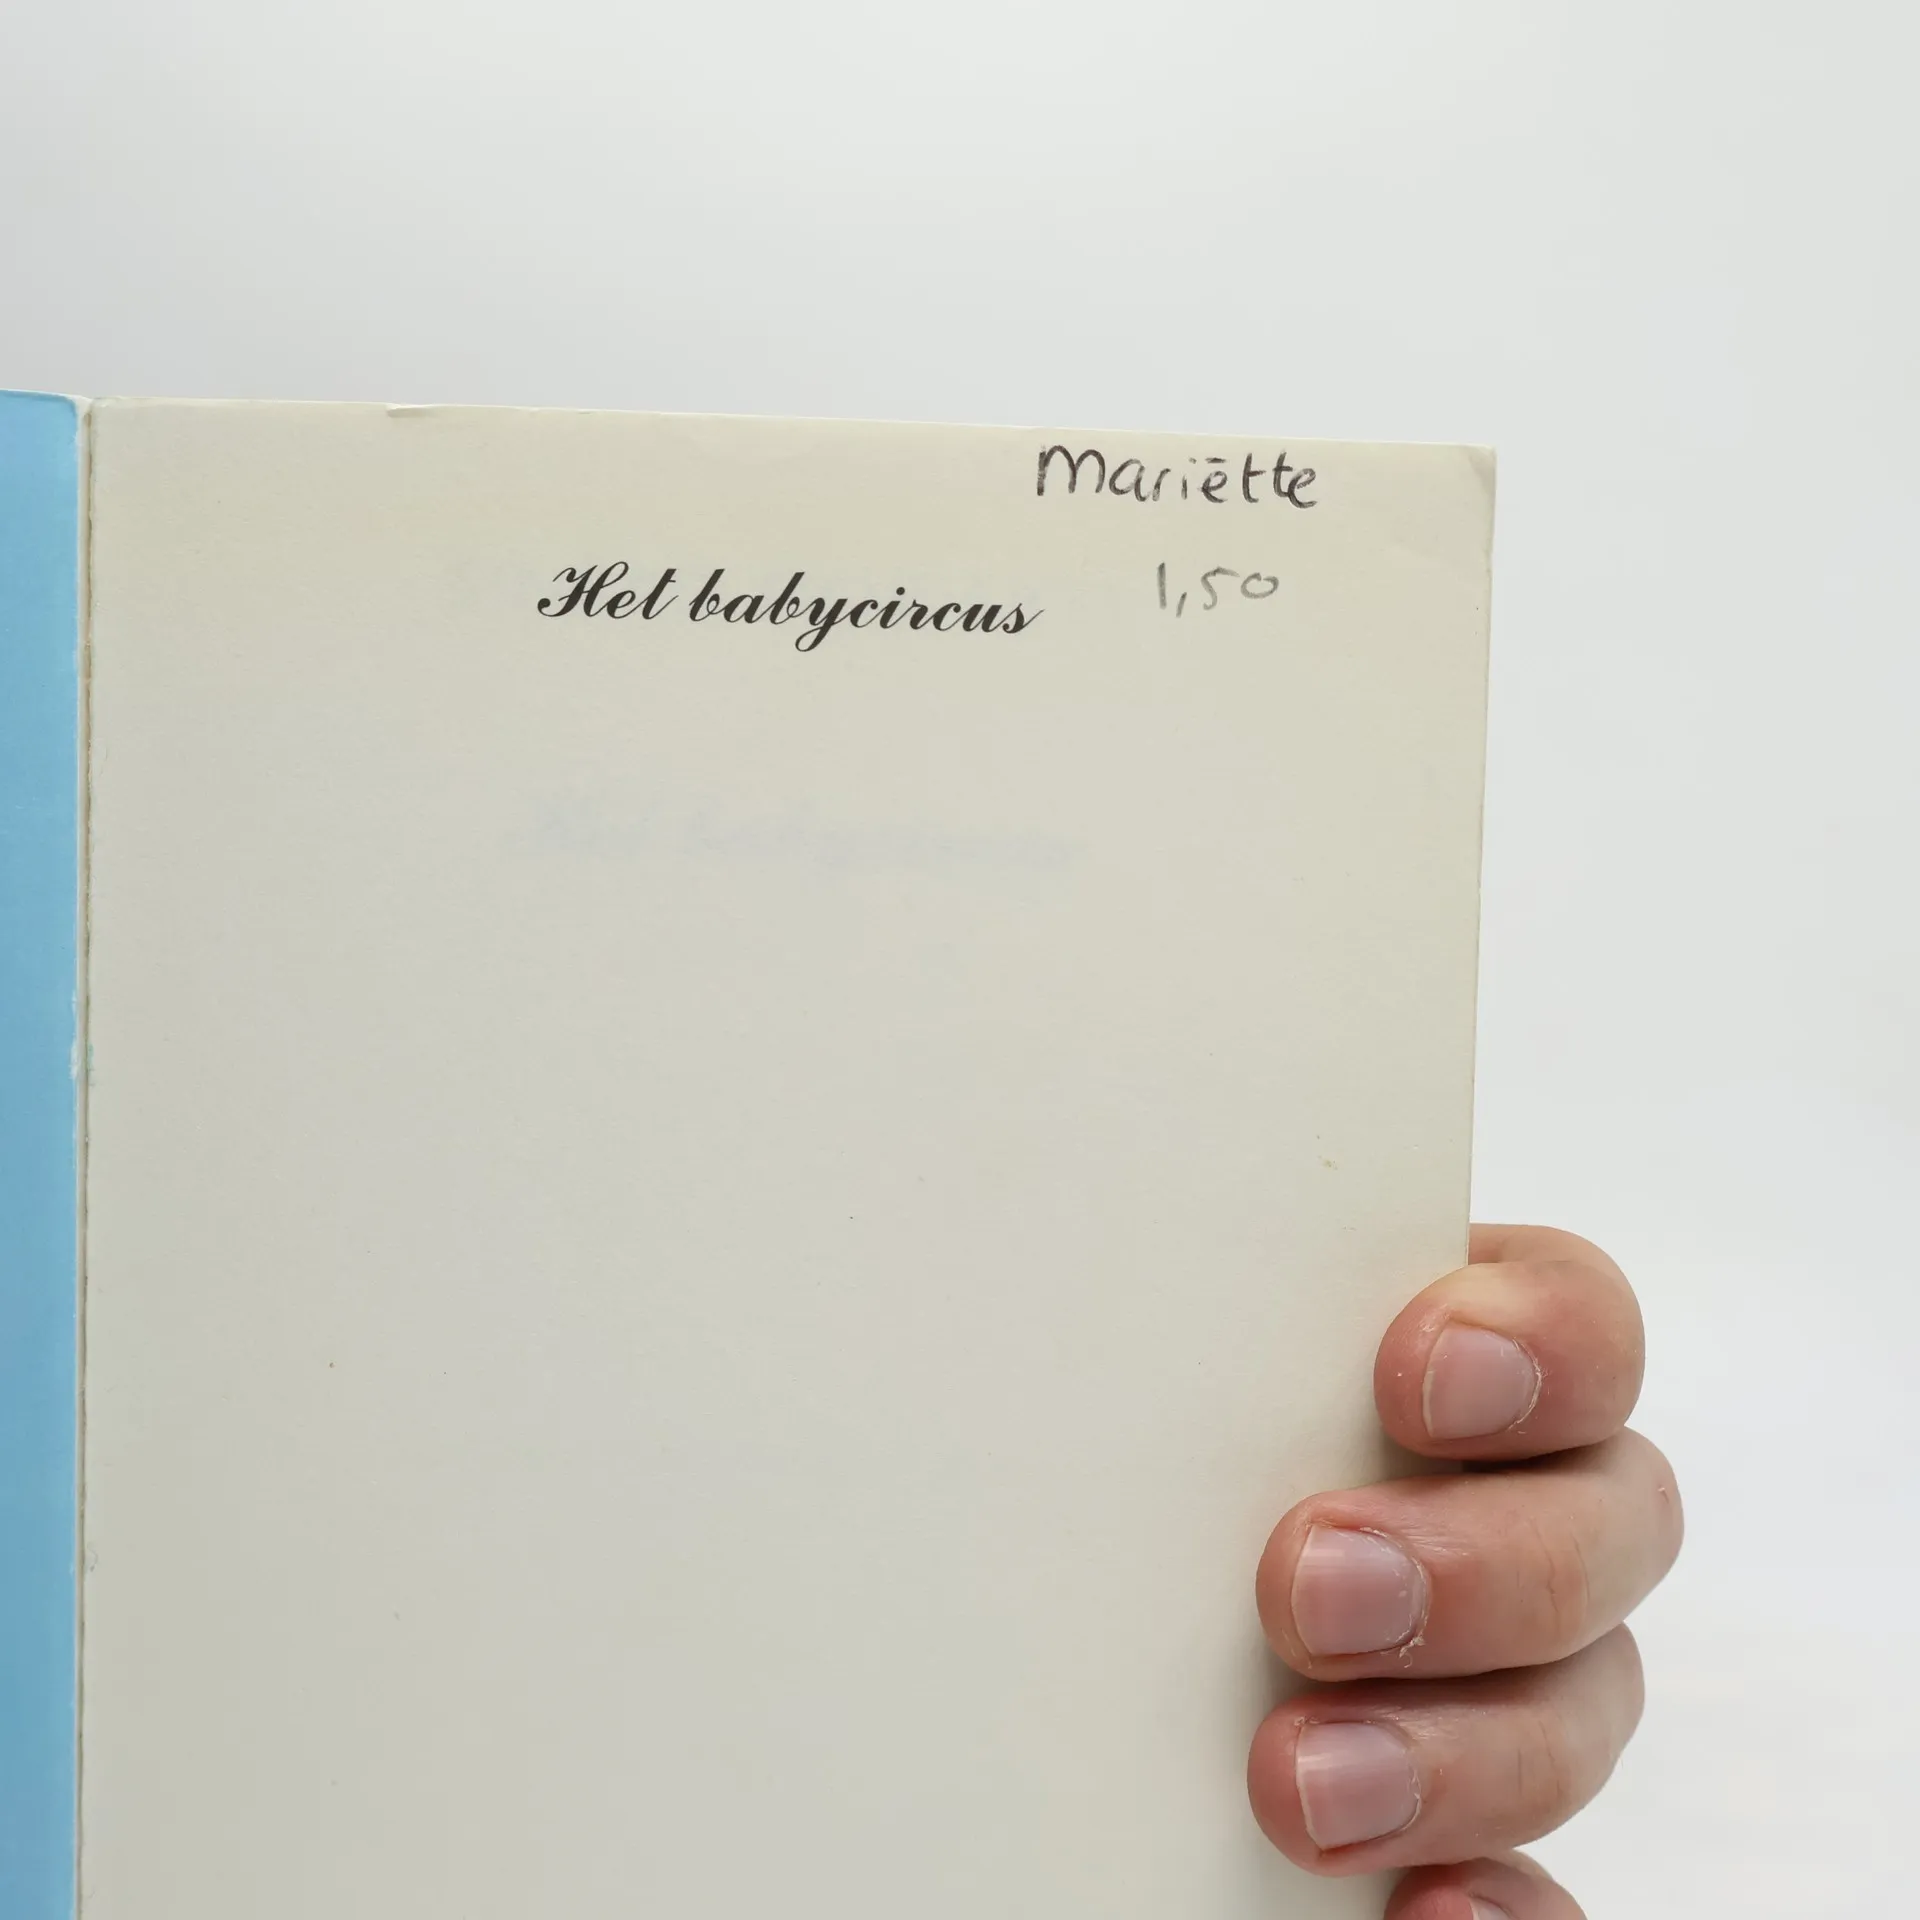 Mariëtte
Het babycircus
1,50